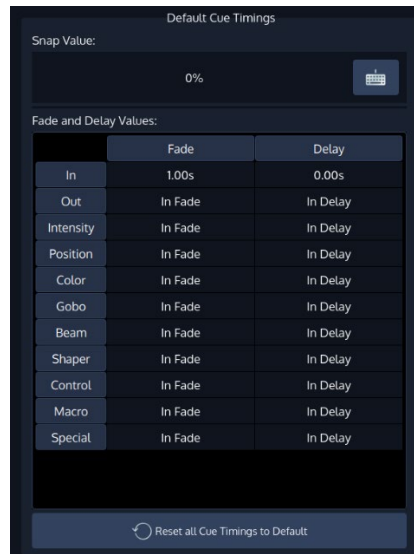 Default Cue Timings
Snap Value:
0%
Fade and Delay Values:
Fade Delay
In 1.00s 0.00s
Out In Fade In Delay
Intensity In Fade In Delay
Position In Fade In Delay
Color In Fade In Delay
Gobo In Fade In Delay
Beam In Fade In Delay
Shaper In Fade In Delay
Control In Fade In Delay
Macro In Fade In Delay
Special In Fade In Delay
Reset all Cue Timings to Default